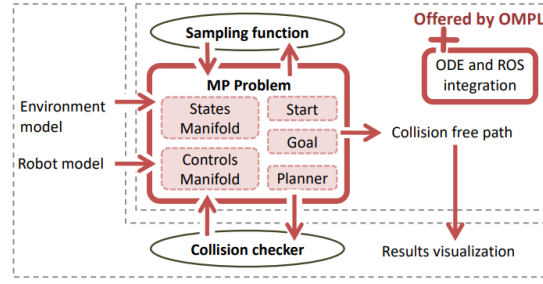 Offered by OMPL
Sampling function
ODE and ROS
integration
MP Problem
Environment
model
States
Manifold
Start
Goal
Collision free path
Robot model
Controls
Manifold
Planner
Collision checker
Results visualization